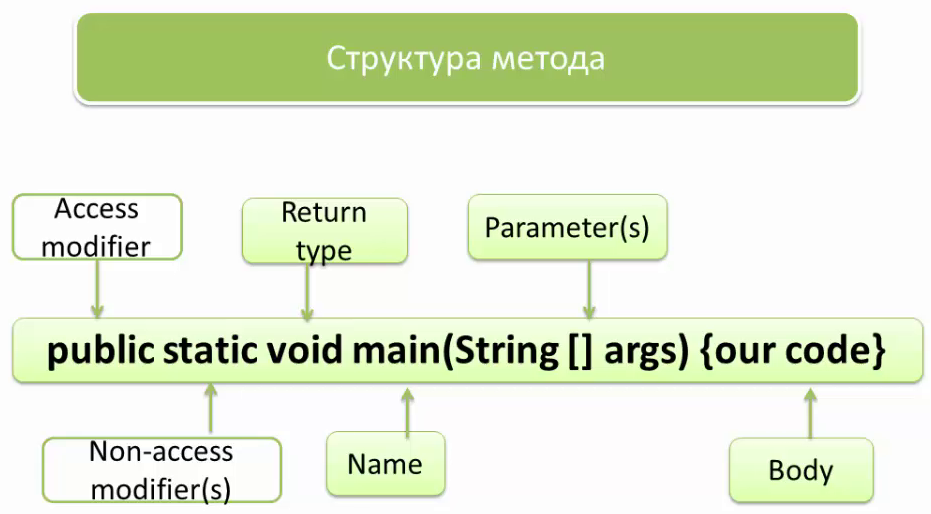 Структура метода
Access
modifier
Return
type
Parameter(s)
public static void main(String [] args) {our code}
Non-access
modifier(s)
Name
Body